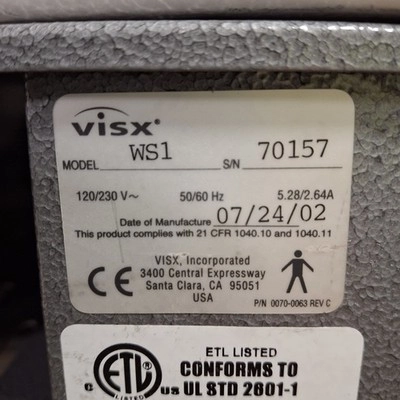 VISX
MODEL WS1 S/N 70157
120/230 V~ 50/60 Hz 5.28/2.64A
Date of Manufacture 07/24/02
This product complies with 21 CFR 1040.10 and 1040.11
VISX, Incorporated
3400 Central Expressway
Santa Clara, CA 95051
USA
CE
P/N 0070-0063 REV C
ETL LISTED
CONFORMS TO
UL STD 2601-1
c ETL us